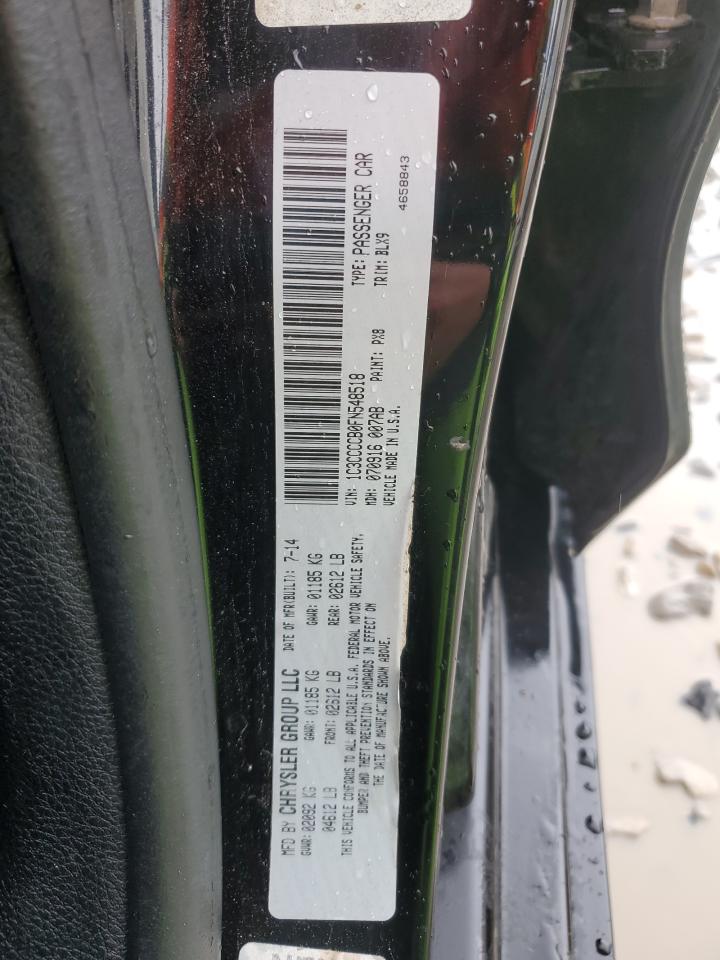 MFD BY CHRYSLER GROUP LLC DATE OF MFR(BUILT): 7-14
GVWR: 02092 KG GAWR: 01185 KG GAWR: 01185 KG
04612 LB FRONT: 02612 LB REAR: 02612 LB
THIS VEHICLE CONFORMS TO ALL APPLICABLE U.S.A. FEDERAL MOTOR VEHICLE SAFETY,
BUMPER AND THEFT PREVENTION STANDARDS IN EFFECT ON
THE DATE OF MANUFACTURE SHOWN ABOVE.
VIN: 1C3CCCCB0FN548518 TYPE: PASSENGER CAR
MDH: 070916 007AB PAINT: PX8 TRIM: BLX9
VEHICLE MADE IN U.S.A. 4658843